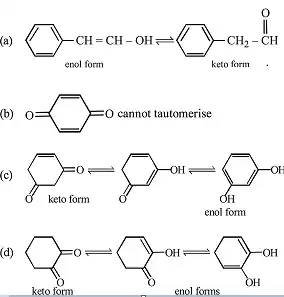 O
(a) CH = CH – OH ⇌ CH₂ – CH
enol form keto form .
(b) O O cannot tautomerise
(c) O ⇌ OH ⇌ OH
O O OH
keto form enol form
(d) O ⇌ OH ⇌ OH
O O OH
keto form enol forms